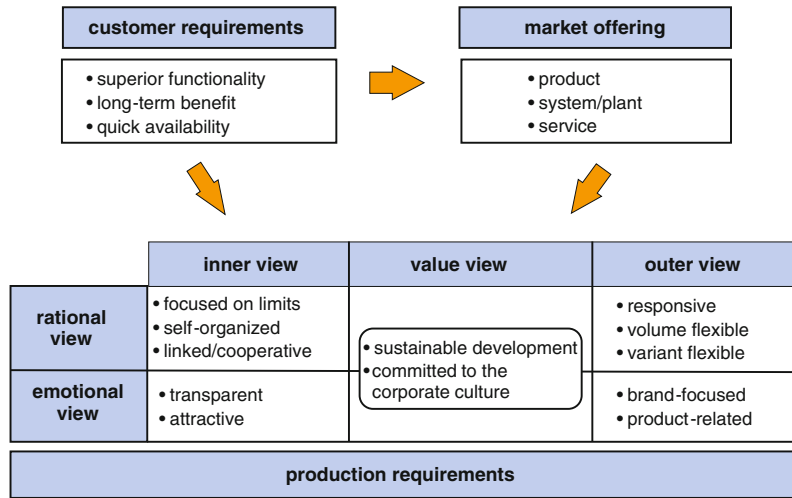 customer requirements
• superior functionality
• long-term benefit
• quick availability
market offering
• product
• system/plant
• service
inner view
value view
outer view
rational
view
• focused on limits
• self-organized
• linked/cooperative
• sustainable development
• committed to the
corporate culture
• responsive
• volume flexible
• variant flexible
emotional
view
• transparent
• attractive
• brand-focused
• product-related
production requirements